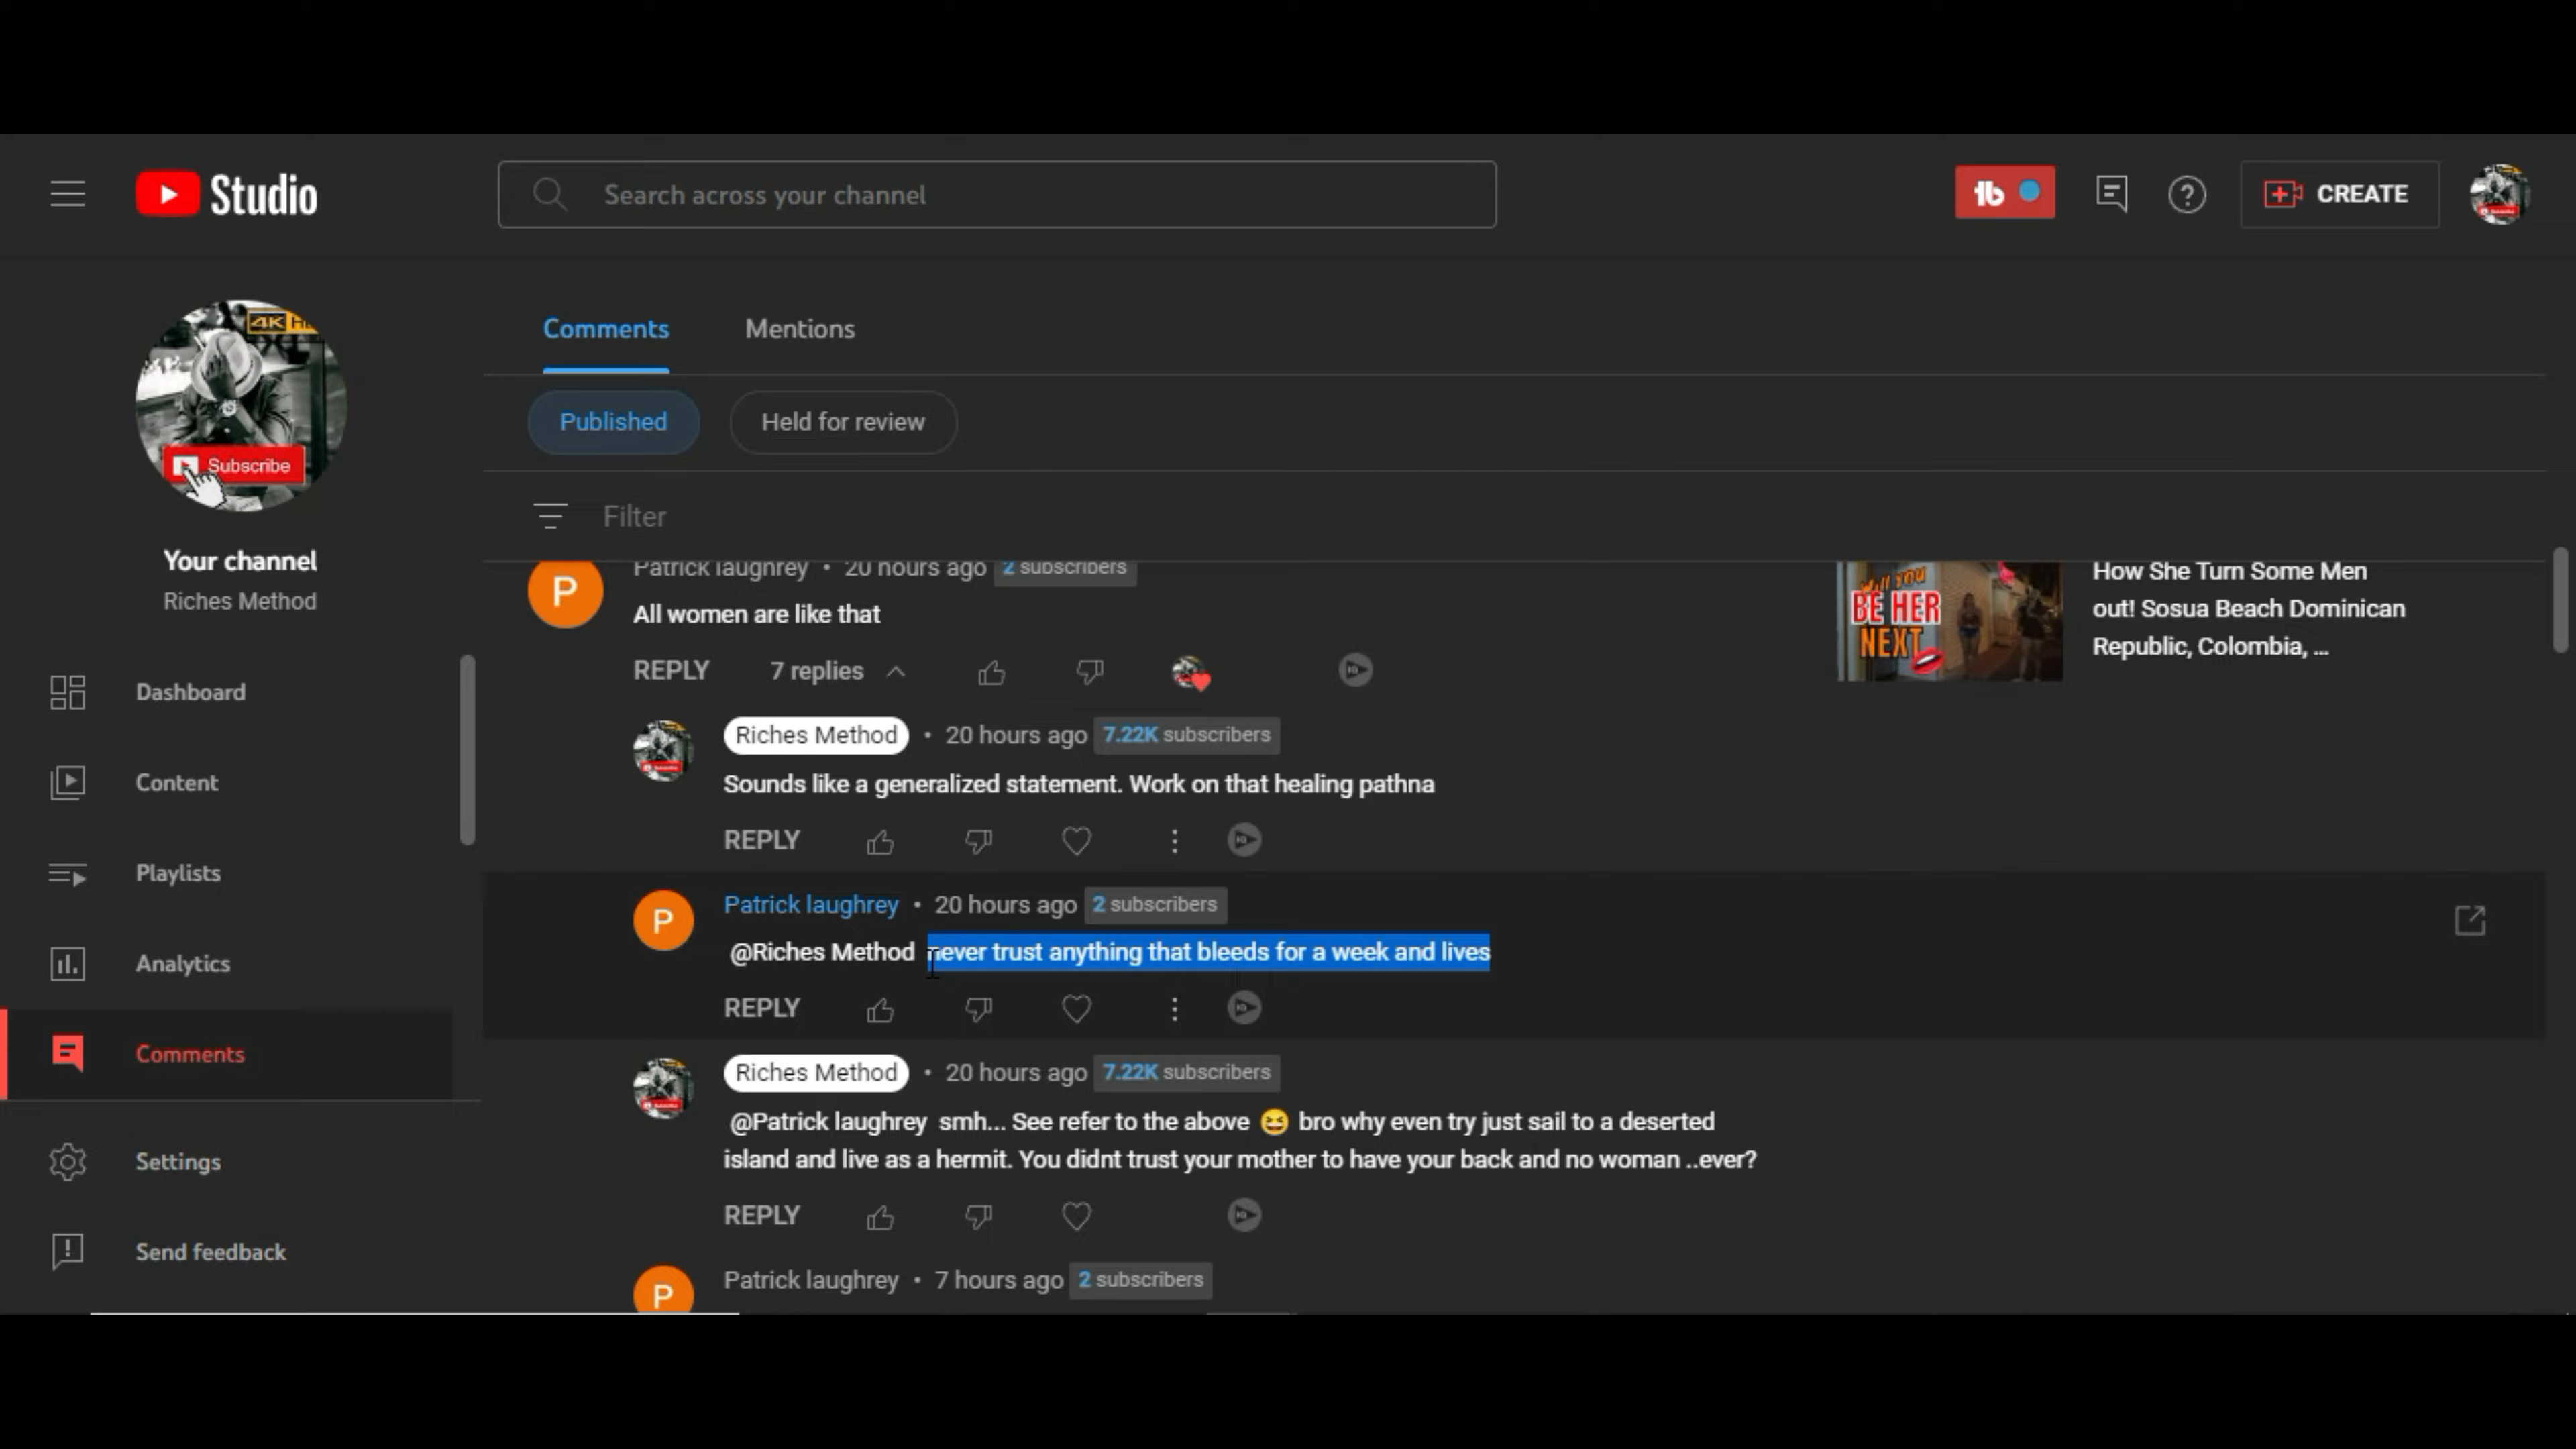 Studio
Search across your channel
CREATE
4K
Subscribe
Your channel
Riches Method
Dashboard
Content
Playlists
Analytics
Comments
Settings
Send feedback
Comments Mentions
Published Held for review
Filter
P Patrick laughrey • 20 hours ago 2 subscribers
All women are like that
REPLY 7 replies
Will you
BE HER
NEXT
How She Turn Some Men
out! Sosua Beach Dominican
Republic, Colombia, ...
Riches Method • 20 hours ago 7.22K subscribers
Sounds like a generalized statement. Work on that healing pathna
REPLY
P Patrick laughrey • 20 hours ago 2 subscribers
@Riches Method never trust anything that bleeds for a week and lives
REPLY
Riches Method • 20 hours ago 7.22K subscribers
@Patrick laughrey smh... See refer to the above 😆 bro why even try just sail to a deserted
island and live as a hermit. You didnt trust your mother to have your back and no woman ..ever?
REPLY
P Patrick laughrey • 7 hours ago 2 subscribers